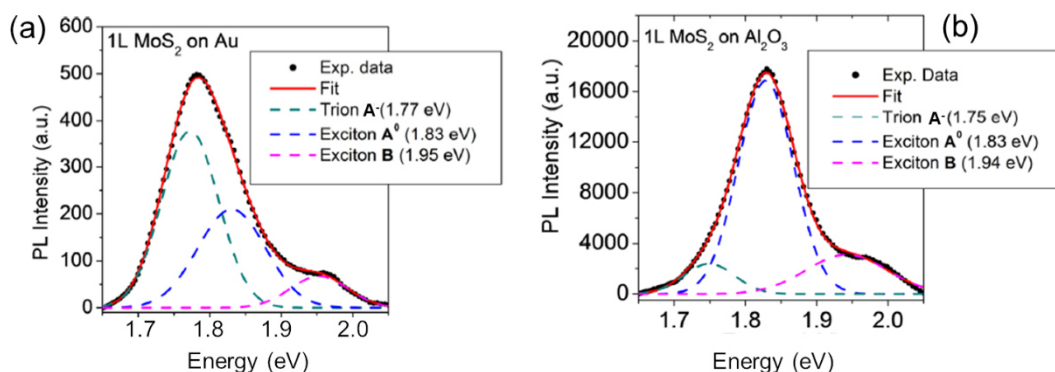 (a)
1L MoS₂ on Au
Exp. data
Fit
Trion A⁻(1.77 eV)
Exciton A⁰ (1.83 eV)
Exciton B (1.95 eV)
PL Intensity (a.u.)
600
500
400
300
200
100
0
1.7 1.8 1.9 2.0
Energy (eV)
(b)
1L MoS₂ on Al₂O₃
Exp. Data
Fit
Trion A⁻(1.75 eV)
Exciton A⁰ (1.83 eV)
Exciton B (1.94 eV)
PL Intensity (a.u.)
20000
16000
12000
8000
4000
0
1.7 1.8 1.9 2.0
Energy (eV)